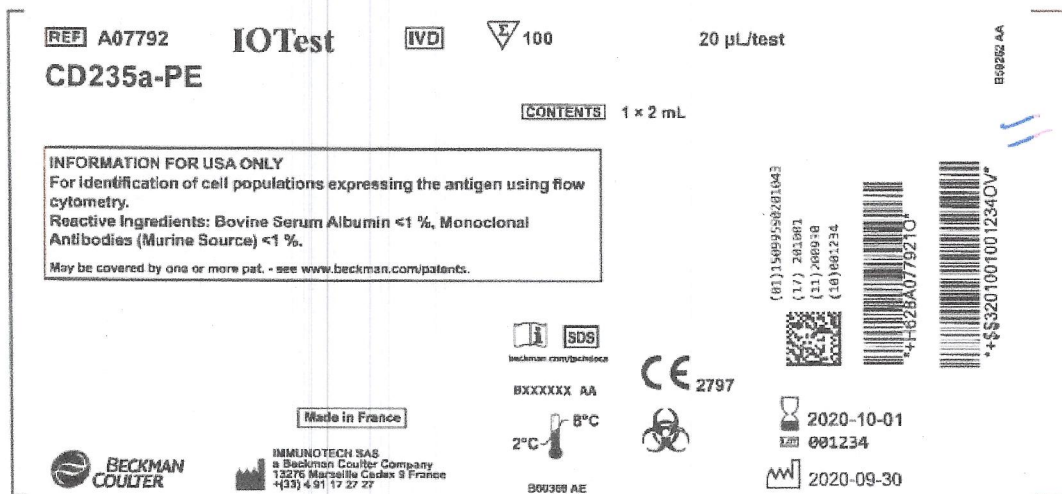 REF A07792 IOTest IVD Σ 100 20 µL/test
CD235a-PE
CONTENTS 1 × 2 mL
INFORMATION FOR USA ONLY
For identification of cell populations expressing the antigen using flow
cytometry.
Reactive Ingredients: Bovine Serum Albumin <1 %, Monoclonal
Antibodies (Murine Source) <1 %.
May be covered by one or more pat. - see www.beckman.com/patents.
i SDS
beckman.com/techdocs
BXXXXXX AA
8°C
2°C
B00369 AE
CE 2797
Made in France
BECKMAN
COULTER
IMMUNOTECH SAS
a Beckman Coulter Company
13276 Marseille Cedex 9 France
+(33) 4 91 17 27 27
(01)15099590201043
(17) 201001
(11)200930
(10)001234
*+H628A077921O*
*+$$3201001001234OV*
2020-10-01
LOT 001234
2020-09-30